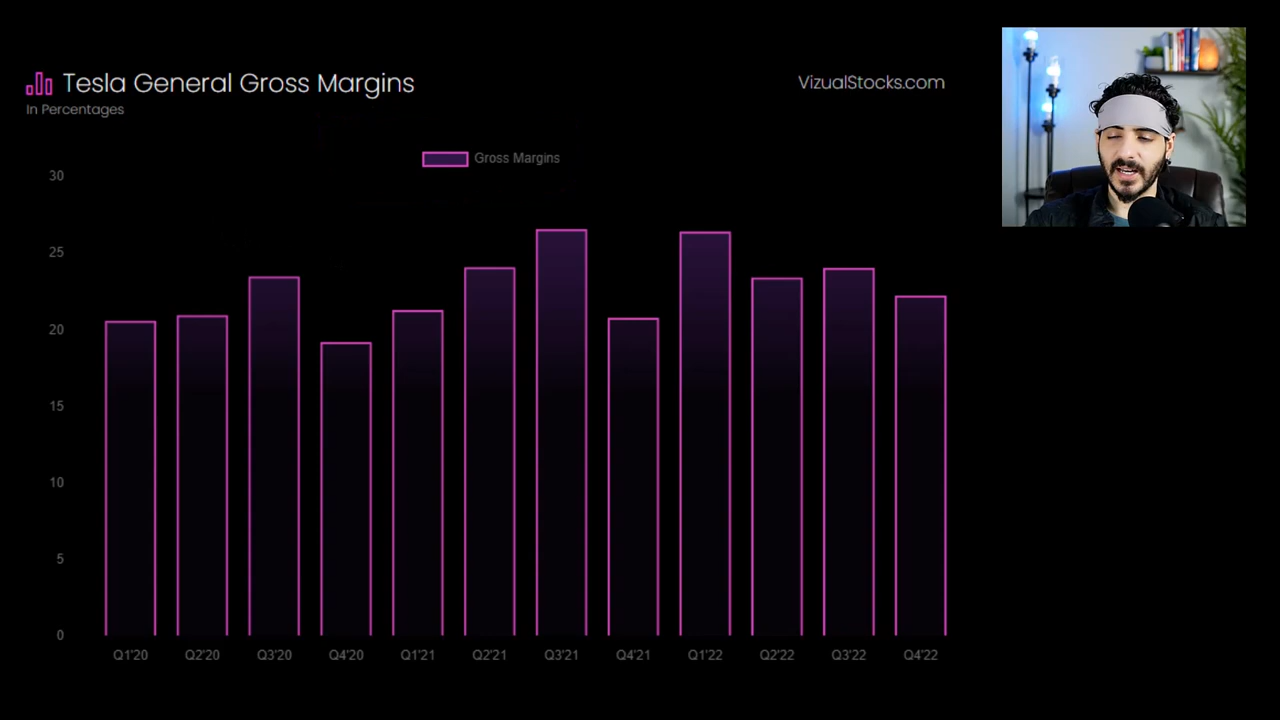 Tesla General Gross Margins
VizualStocks.com
In Percentages
Gross Margins
30
25
20
15
10
5
0
Q1'20 Q2'20 Q3'20 Q4'20 Q1'21 Q2'21 Q3'21 Q4'21 Q1'22 Q2'22 Q3'22 Q4'22